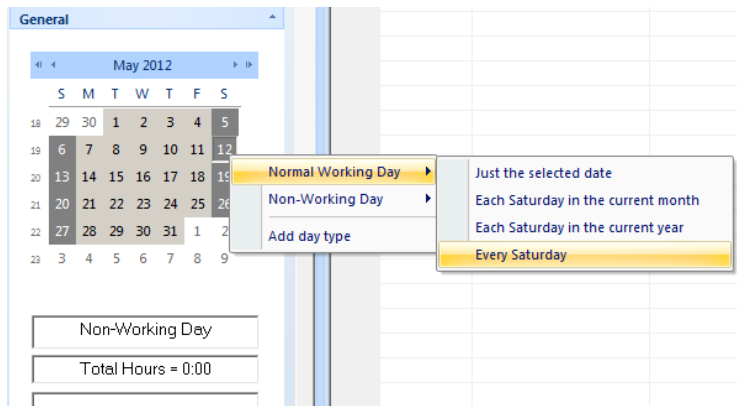 General
May 2012
S M T W T F S
18 29 30 1 2 3 4 5
19 6 7 8 9 10 11 12
20 13 14 15 16 17 18 19
21 20 21 22 23 24 25 26
22 27 28 29 30 31 1 2
23 3 4 5 6 7 8 9
Normal Working Day
Non-Working Day
Add day type
Just the selected date
Each Saturday in the current month
Each Saturday in the current year
Every Saturday
Non-Working Day
Total Hours = 0:00